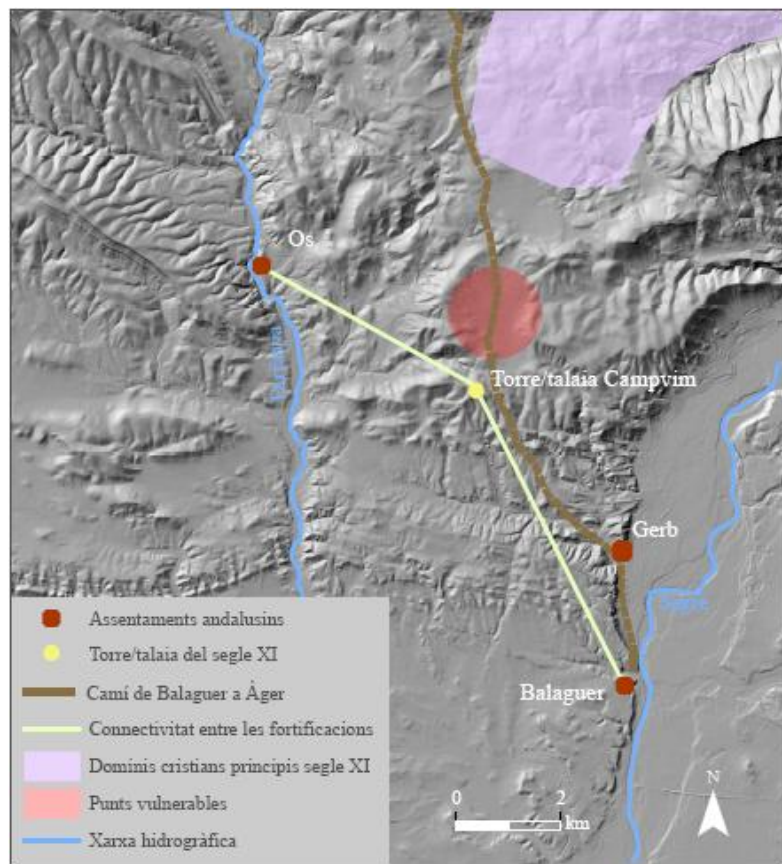 Os
Torre/talaia Campvim
Gerb
Segre
Balaguer
Assentaments andalusins
Torre/talaia del segle XI
Camí de Balaguer a Àger
Connectivitat entre les fortificacions
Dominis cristians principis segle XI
Punts vulnerables
Xarxa hidrogràfica
0 2
km
N